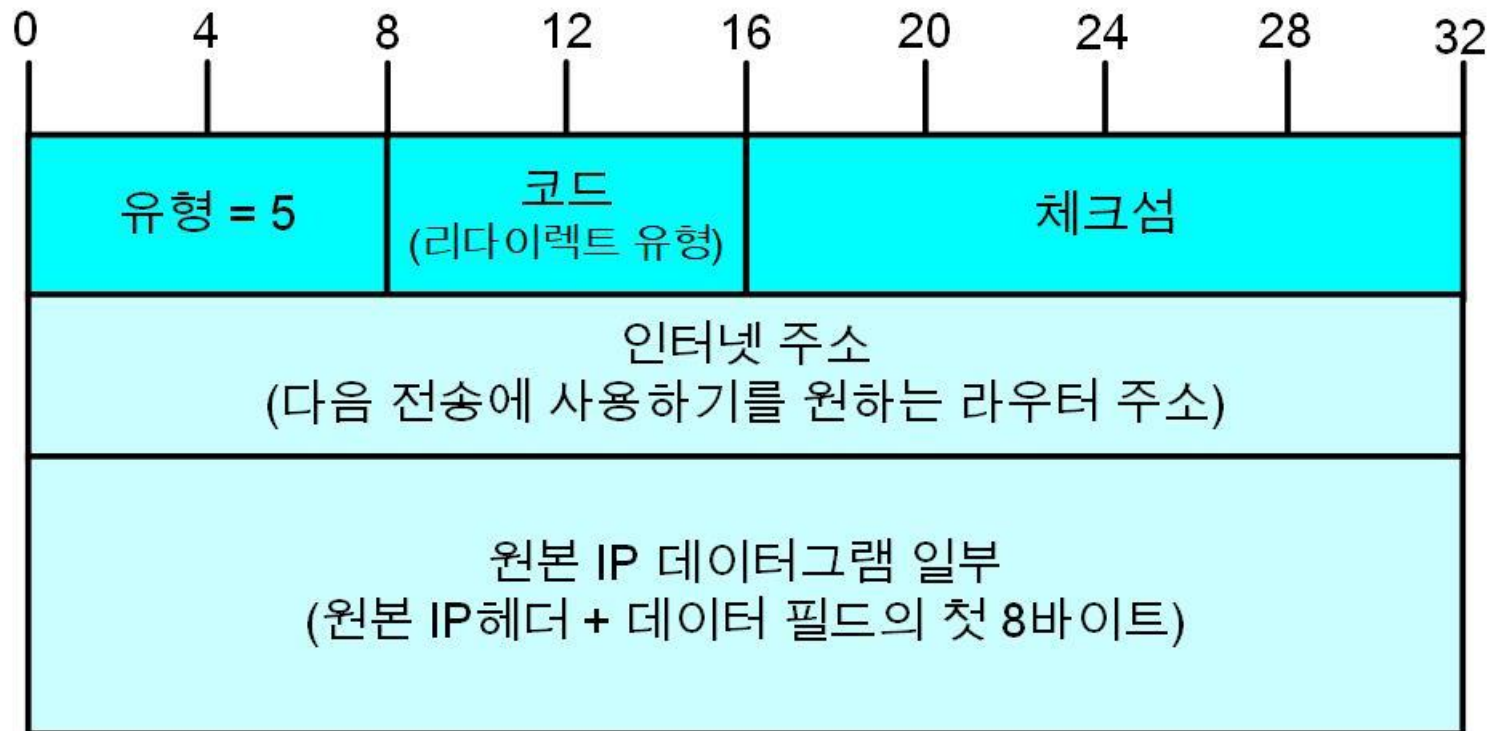 0 4 8 12 16 20 24 28 32
유형 = 5
코드
(리다이렉트 유형)
체크섬
인터넷 주소
(다음 전송에 사용하기를 원하는 라우터 주소)
원본 IP 데이터그램 일부
(원본 IP헤더 + 데이터 필드의 첫 8바이트)